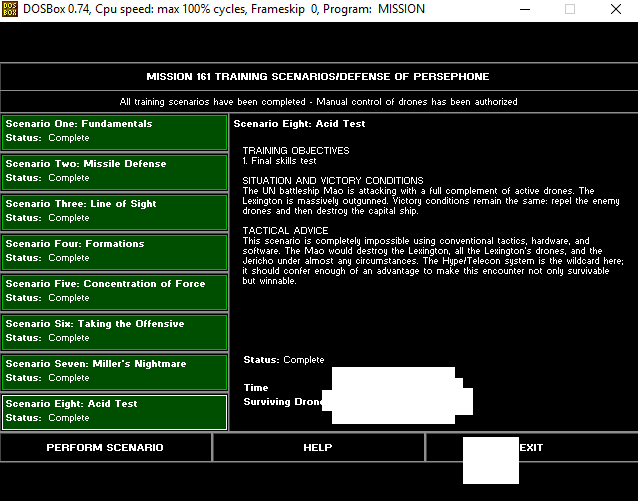 DOS
BOX
DOSBox 0.74, Cpu speed: max 100% cycles, Frameskip 0, Program: MISSION
MISSION 161 TRAINING SCENARIOS/DEFENSE OF PERSEPHONE
All training scenarios have been completed - Manual control of drones has been authorized
Scenario One: Fundamentals
Status: Complete
Scenario Two: Missile Defense
Status: Complete
Scenario Three: Line of Sight
Status: Complete
Scenario Four: Formations
Status: Complete
Scenario Five: Concentration of Force
Status: Complete
Scenario Six: Taking the Offensive
Status: Complete
Scenario Seven: Miller's Nightmare
Status: Complete
Scenario Eight: Acid Test
Status: Complete
Scenario Eight: Acid Test
TRAINING OBJECTIVES
1. Final skills test
SITUATION AND VICTORY CONDITIONS
The UN battleship Mao is attacking with a full complement of active drones. The
Lexington is massively outgunned. Victory conditions remain the same: repel the enemy
drones and then destroy the capital ship.
TACTICAL ADVICE
This scenario is completely impossible using conventional tactics, hardware, and
software. The Mao would destroy the Lexington, all the Lexington's drones, and the
Jericho under almost any circumstances. The Hype/Telecon system is the wildcard here;
it should confer enough of an advantage to make this encounter not only survivable
but winnable.
Status: Complete
Time
Surviving
PERFORM SCENARIO
HELP
EXIT